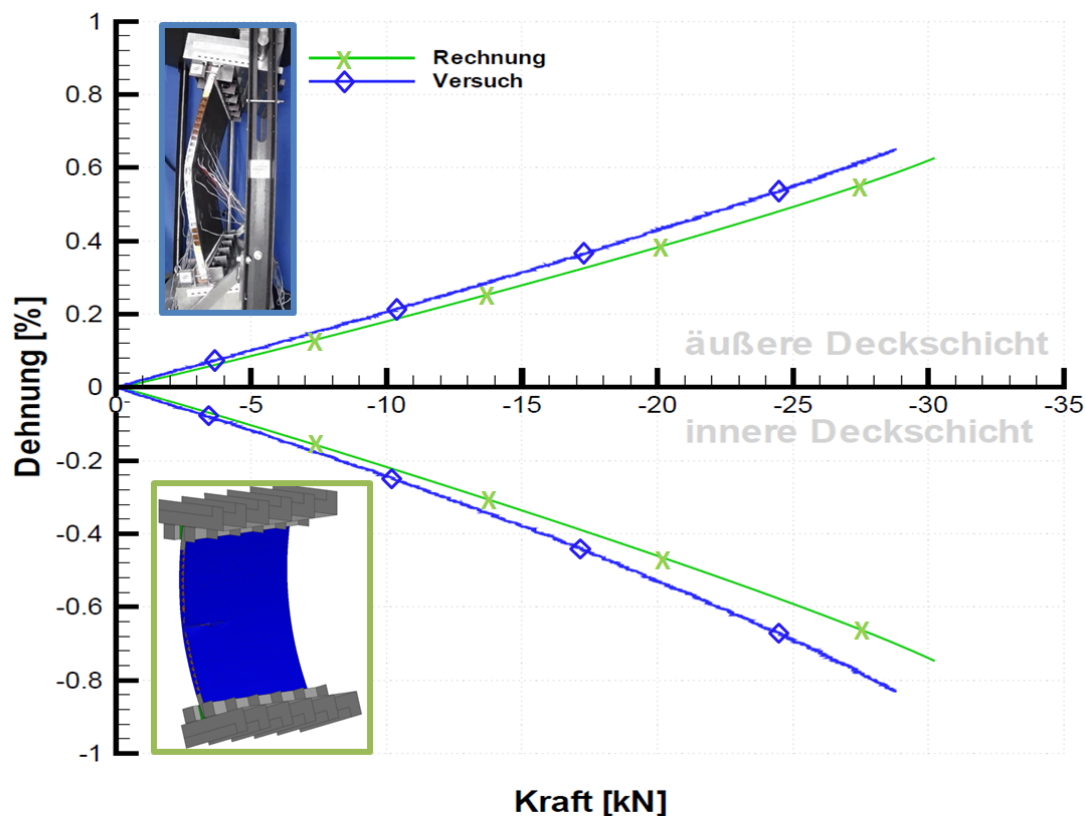 1
0.8
0.6
0.4
0.2
0
-0.2
-0.4
-0.6
-0.8
-1
Dehnung [%]
Rechnung
Versuch
äußere Deckschicht
0 -5 -10 -15 -20 -25 -30 -35
innere Deckschicht
Kraft [kN]